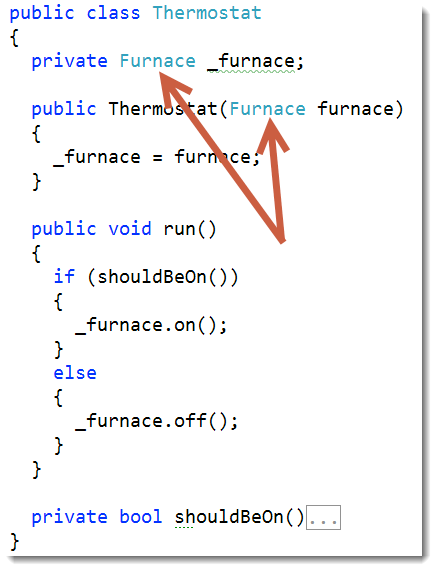 public class Thermostat
{
private Furnace _furnace;
public Thermostat(Furnace furnace)
{
_furnace = furnace;
}
public void run()
{
if (shouldBeOn())
{
_furnace.on();
}
else
{
_furnace.off();
}
}
private bool shouldBeOn()...
}